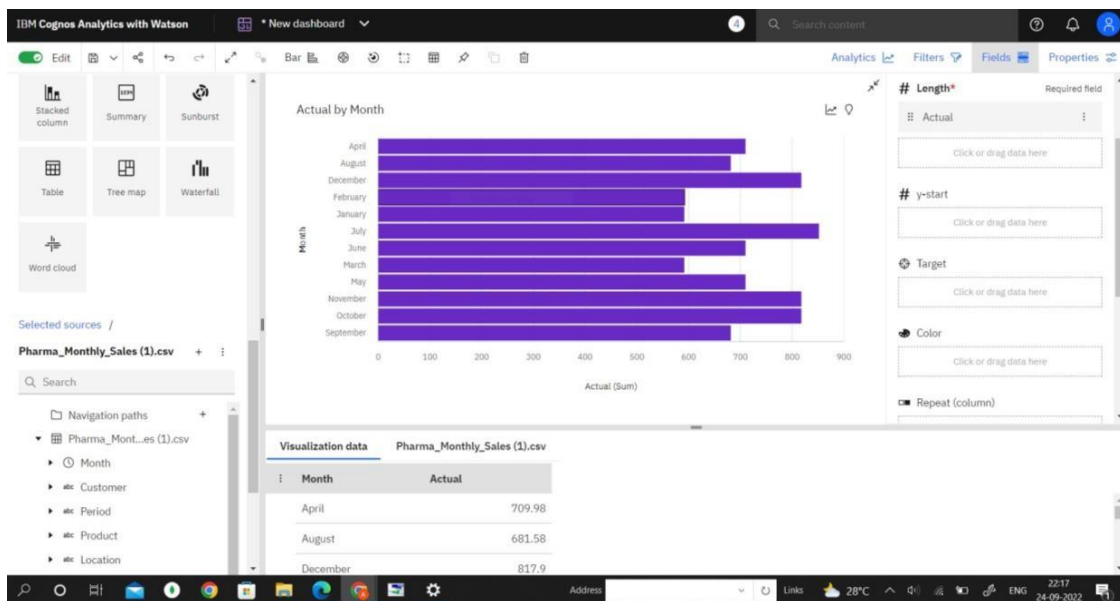 IBM Cognos Analytics with Watson
* New dashboard
4
Search content
Edit
Bar
Analytics
Filters
Fields
Properties
Stacked column
Summary
1234
Sunburst
Table
Tree map
Waterfall
Word cloud
Selected sources /
Pharma_Monthly_Sales (1).csv
Search
Navigation paths
Pharma_Mont...es (1).csv
Month
abc Customer
abc Period
abc Product
abc Location
Actual by Month
Month
April
August
December
February
January
July
June
March
May
November
October
September
0 100 200 300 400 500 600 700 800 900
Actual (Sum)
Visualization data
Pharma_Monthly_Sales (1).csv
Month Actual
April 709.98
August 681.58
December 817.9
# Length*
Required field
Actual
Click or drag data here
# y-start
Click or drag data here
Target
Click or drag data here
Color
Click or drag data here
Repeat (column)
Address
Links
28°C
ENG
22:17
24-09-2022